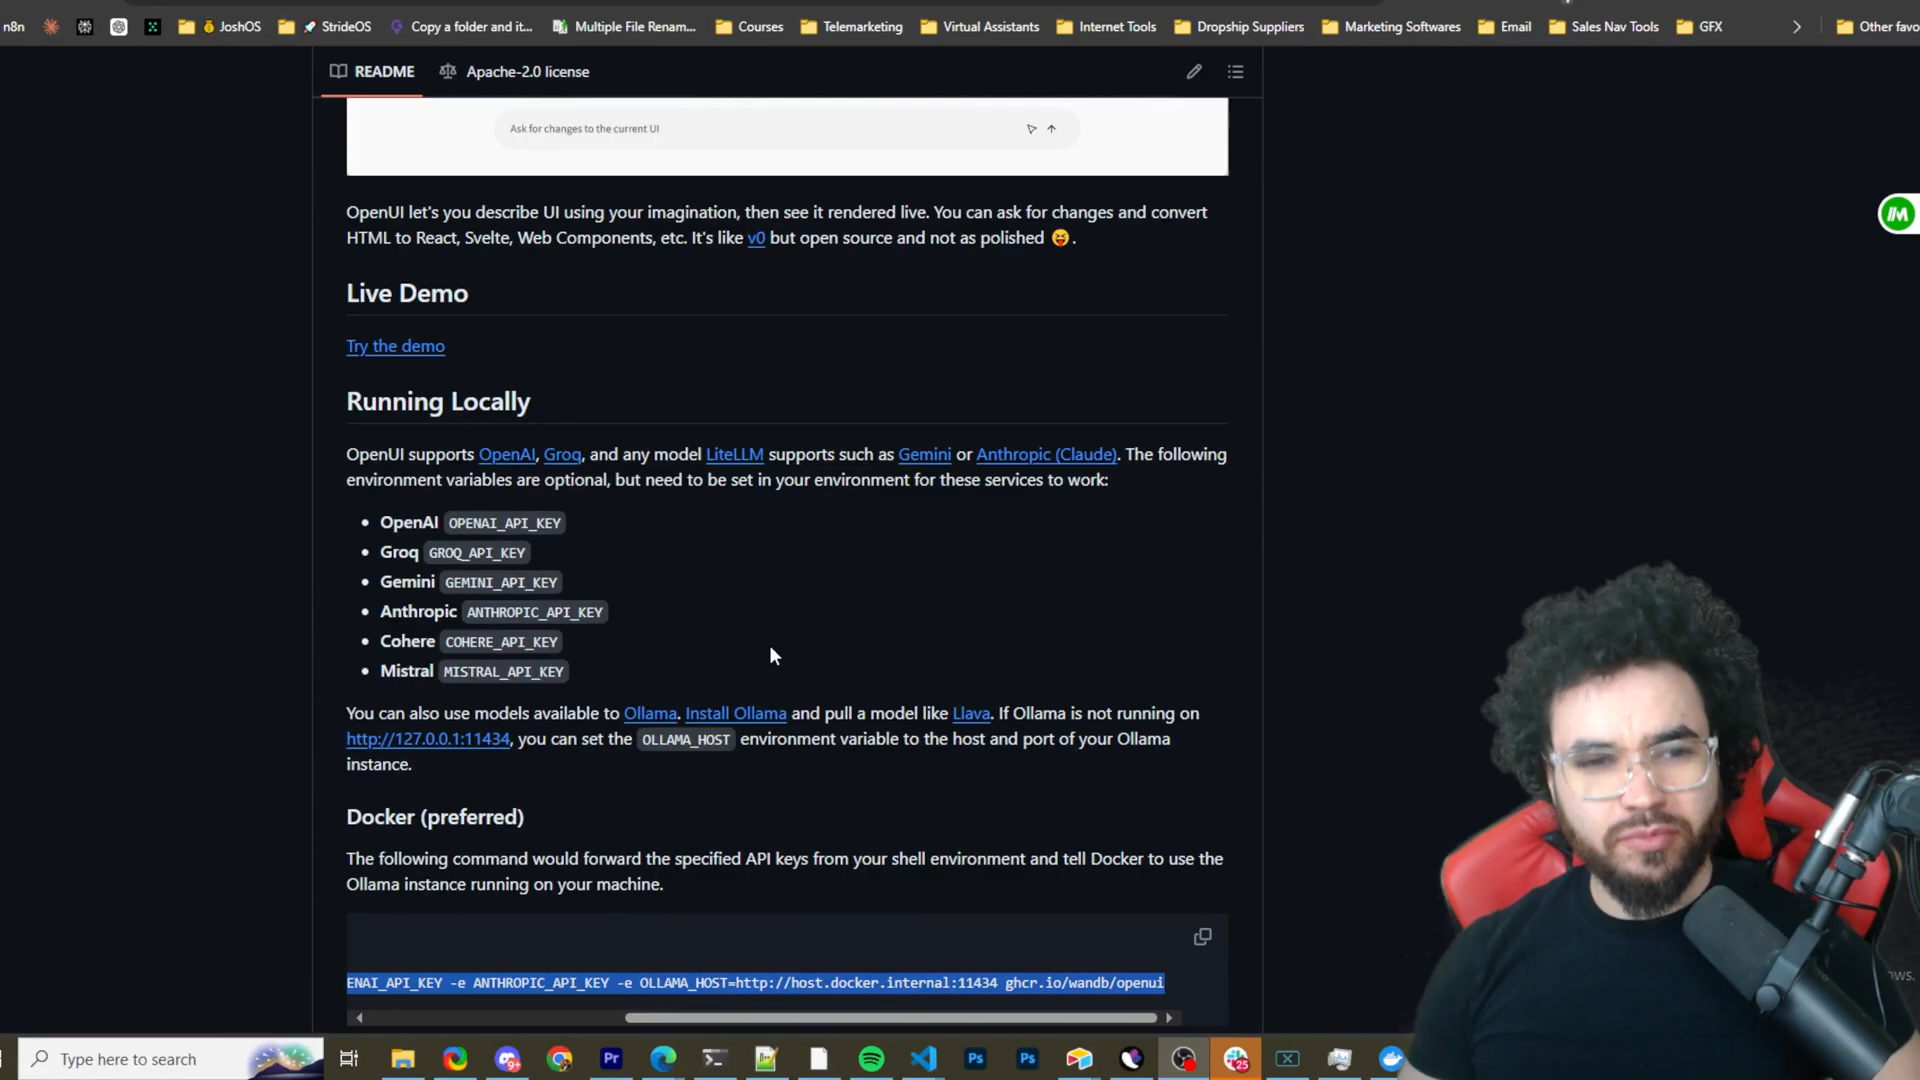 n8n
JoshOS
StrideOS
Copy a folder and it...
Multiple File Renam...
Courses
Telemarketing
Virtual Assistants
Internet Tools
Dropship Suppliers
Marketing Softwares
Email
Sales Nav Tools
GFX
Other favo
README
Apache-2.0 license
Ask for changes to the current UI
OpenUI let's you describe UI using your imagination, then see it rendered live. You can ask for changes and convert
HTML to React, Svelte, Web Components, etc. It's like v0 but open source and not as polished 😝.
Live Demo
Try the demo
Running Locally
OpenUI supports OpenAI, Groq, and any model LiteLLM supports such as Gemini or Anthropic (Claude). The following
environment variables are optional, but need to be set in your environment for these services to work:
• OpenAI OPENAI_API_KEY
• Groq GROQ_API_KEY
• Gemini GEMINI_API_KEY
• Anthropic ANTHROPIC_API_KEY
• Cohere COHERE_API_KEY
• Mistral MISTRAL_API_KEY
You can also use models available to Ollama. Install Ollama and pull a model like Llava. If Ollama is not running on
http://127.0.0.1:11434, you can set the OLLAMA_HOST environment variable to the host and port of your Ollama
instance.
Docker (preferred)
The following command would forward the specified API keys from your shell environment and tell Docker to use the
Ollama instance running on your machine.
ENAI_API_KEY -e ANTHROPIC_API_KEY -e OLLAMA_HOST=http://host.docker.internal:11434 ghcr.io/wandb/openui
ows.
Type here to search
9+
Pr
Ps
Ps
25